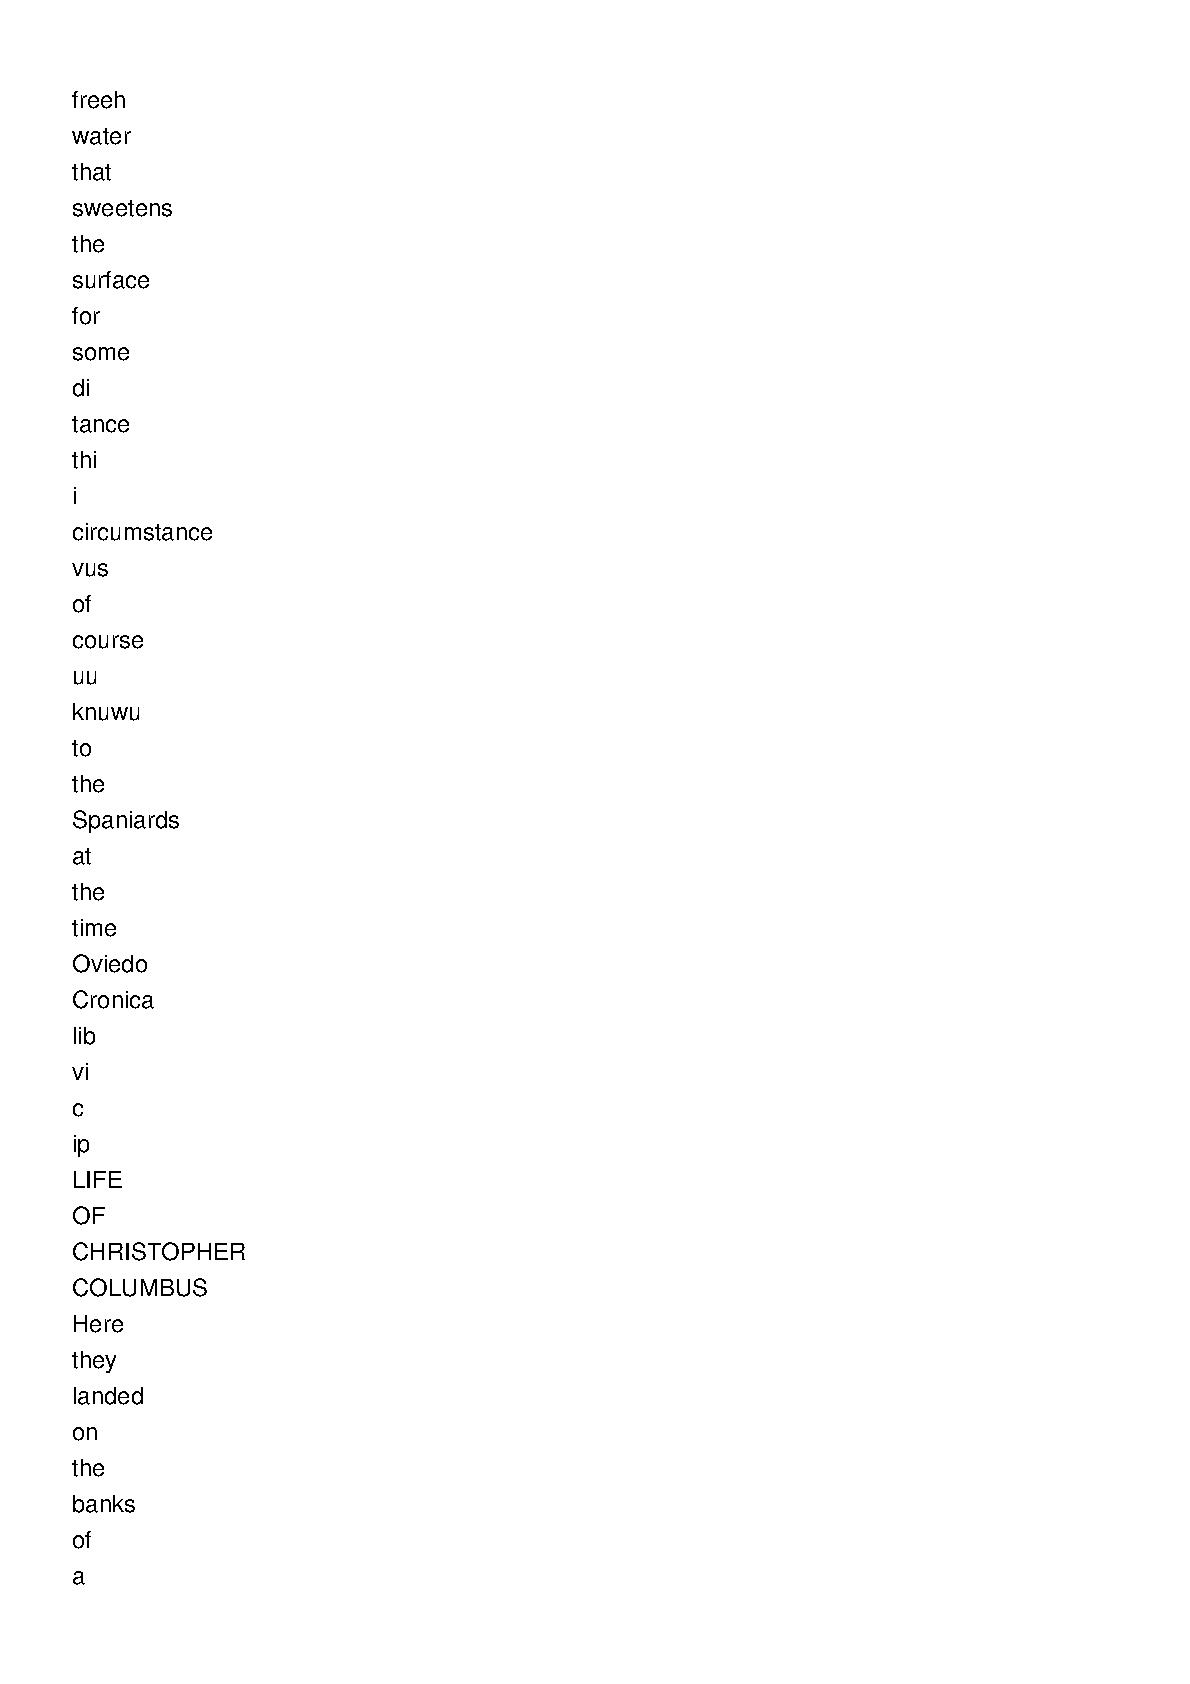 freeh
water
that
sweetens
the
surface
for
some
di
tance
thi
i
circumstance
vus
of
course
uu
knuwu
to
the
Spaniards
at
the
time
Oviedo
Cronica
lib
vi
c
ip
LIFE
OF
CHRISTOPHER
COLUMBUS
Here
they
landed
on
the
banks
of
a